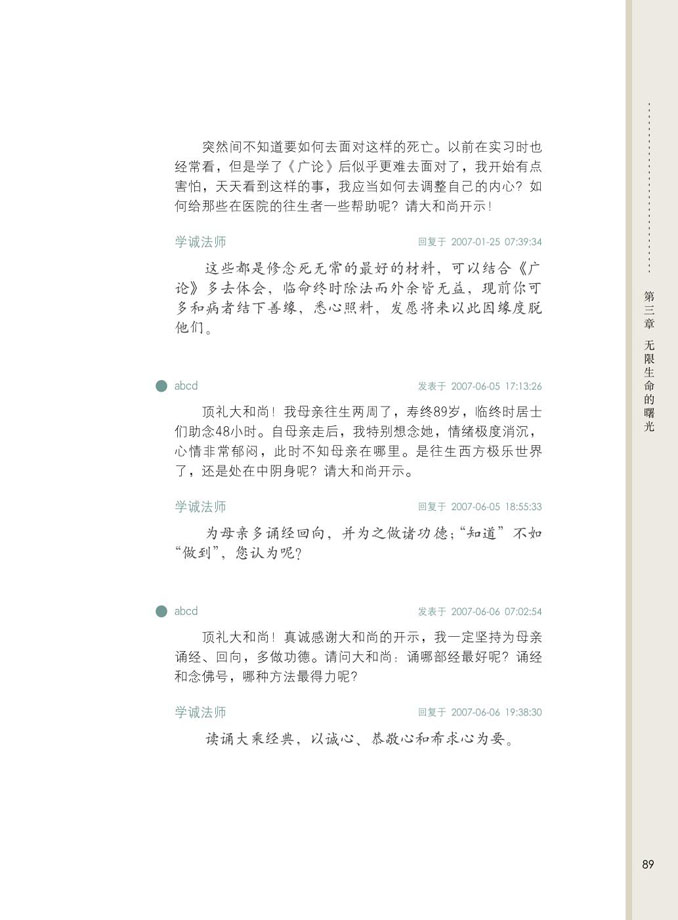 突然间不知道要如何去面对这样的死亡。以前在实习时也
经常看，但是学了《广论》后似乎更难去面对了，我开始有点
害怕，天天看到这样的事，我应当如何去调整自己的内心？如
何给那些在医院的往生者一些帮助呢？请大和尚开示！
学诚法师 回复于 2007-01-25 07:39:34
这些都是修念死无常的最好的材料，可以结合《广
论》多去体会，临命终时除法而外余皆无益，现前你可
多和病者结下善缘，悉心照料，发愿将来以此因缘度脱
他们。
abcd 发表于 2007-06-05 17:13:26
顶礼大和尚！我母亲往生两周了，寿终89岁，临终时居士
们助念48小时。自母亲走后，我特别想念她，情绪极度消沉，
心情非常郁闷，此时不知母亲在哪里。是往生西方极乐世界
了，还是处在中阴身呢？请大和尚开示。
学诚法师 回复于 2007-06-05 18:55:33
为母亲多诵经回向，并为之做诸功德；“知道”不如
“做到”，您认为呢？
abcd 发表于 2007-06-06 07:02:54
顶礼大和尚！真诚感谢大和尚的开示，我一定坚持为母亲
诵经、回向，多做功德。请问大和尚：诵哪部经最好呢？诵经
和念佛号，哪种方法最得力呢？
学诚法师 回复于 2007-06-06 19:38:30
读诵大乘经典，以诚心、恭敬心和希求心为要。
第三章 无限生命的曙光
89